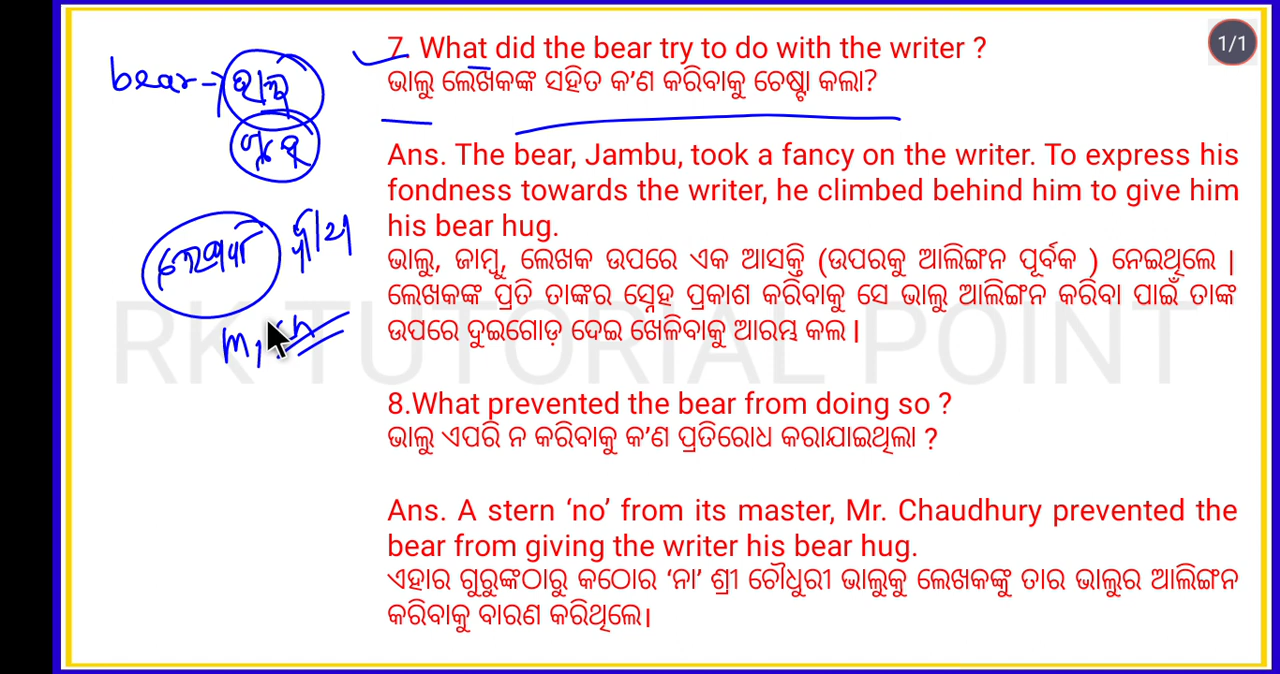 1/1
7. What did the bear try to do with the writer ?
ଭାଲୁ ଲେଖକଙ୍କ ସହିତ କ'ଣ କରିବାକୁ ଚେଷ୍ଟା କଲା?
bear → ଭାଲୁ
Ans. The bear, Jambu, took a fancy on the writer. To express his
fondness towards the writer, he climbed behind him to give him
his bear hug.
ଭାଲୁ, ଜାମ୍ବୁ, ଲେଖକ ଉପରେ ଏକ ଆସକ୍ତି (ଉପରକୁ ଆଲିଙ୍ଗନ ପୂର୍ବକ ) ନେଇଥିଲେ |
ଲେଖକଙ୍କ ପ୍ରତି ତାଙ୍କର ସ୍ନେହ ପ୍ରକାଶ କରିବାକୁ ସେ ଭାଲୁ ଆଲିଙ୍ଗନ କରିବା ପାଇଁ ତାଙ୍କ
ଉପରେ ଦୁଇଗୋଡ଼ ଦେଇ ଖେଳିବାକୁ ଆରମ୍ଭ କଲ |
RK TUTORIAL POINT
8.What prevented the bear from doing so ?
ଭାଲୁ ଏପରି ନ କରିବାକୁ କ'ଣ ପ୍ରତିରୋଧ କରାଯାଇଥିଲା ?
Ans. A stern ‘no’ from its master, Mr. Chaudhury prevented the
bear from giving the writer his bear hug.
ଏହାର ଗୁରୁଙ୍କଠାରୁ କଠୋର ‘ନା’ ଶ୍ରୀ ଚୌଧୁରୀ ଭାଲୁକୁ ଲେଖକଙ୍କୁ ତାର ଭାଲୁର ଆଲିଙ୍ଗନ
କରିବାକୁ ବାରଣ କରିଥିଲେ|